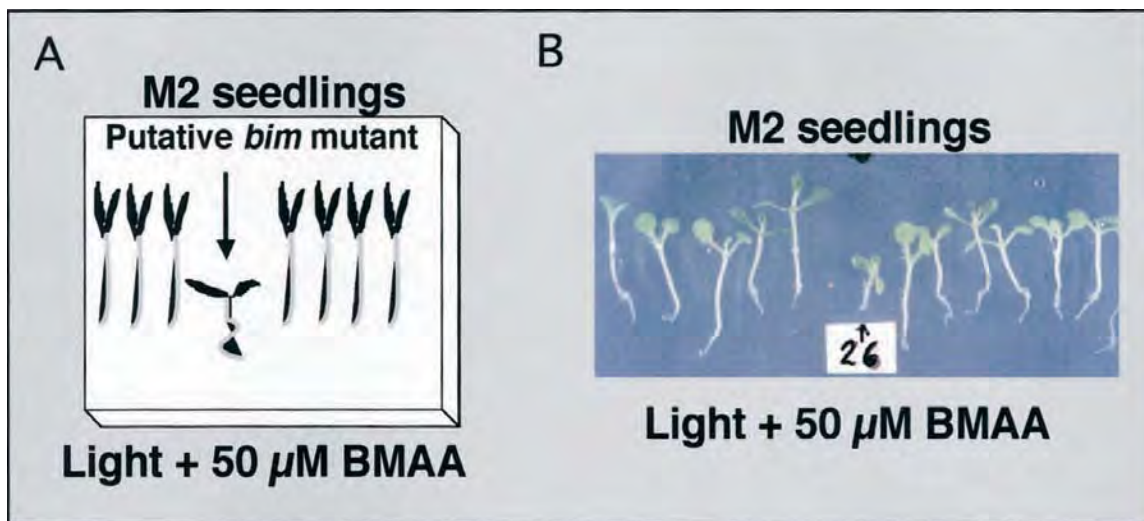 A
M2 seedlings
Putative bim mutant
Light + 50 µM BMAA
B
M2 seedlings
26
Light + 50 µM BMAA